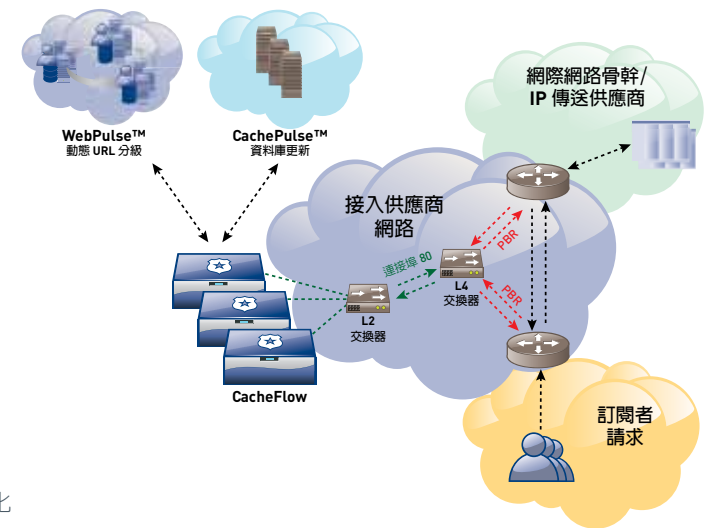 WebPulse™
動態 URL 分級
CachePulse™
資料庫更新
網際網路骨幹/
IP 傳送供應商
接入供應商
網路
PBR
連接埠 80
L4
交換器
PBR
L2
交換器
CacheFlow
訂閱者
請求
化